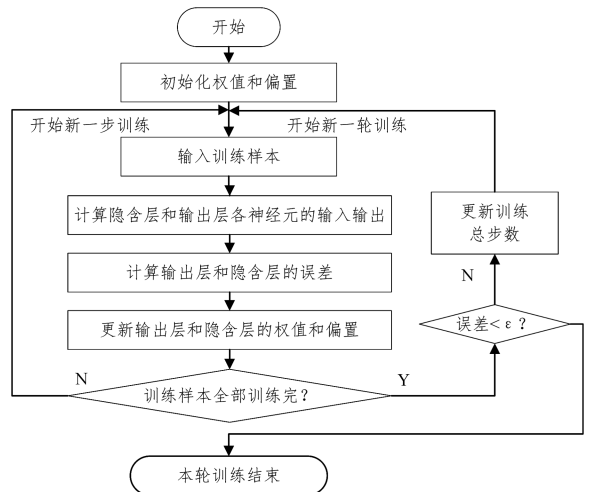 开始
初始化权值和偏置
开始新一步训练
开始新一轮训练
输入训练样本
计算隐含层和输出层各神经元的输入输出
更新训练
总步数
计算输出层和隐含层的误差
N
更新输出层和隐含层的权值和偏置
误差<ε?
N
训练样本全部训练完?
Y
本轮训练结束